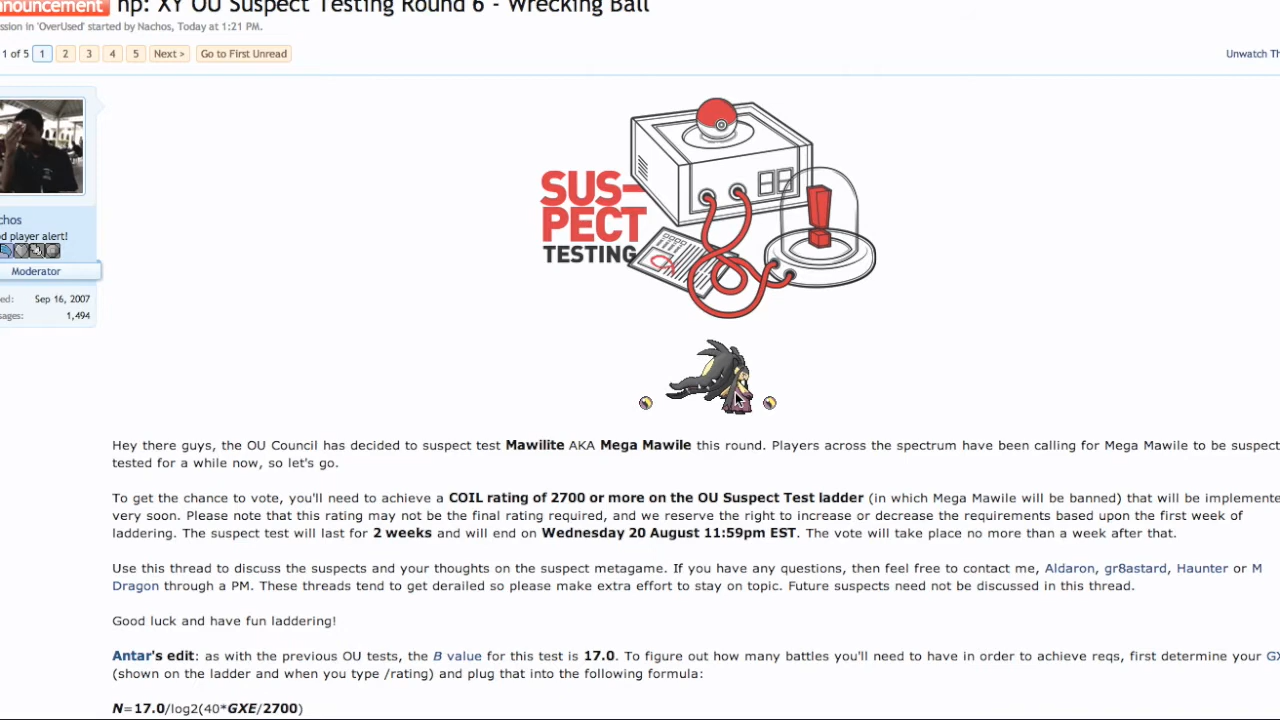 nouncement np: XY OU Suspect Testing Round 6 - Wrecking Ball
ssion in 'OverUsed' started by Nachos, Today at 1:21 PM.
1 of 5 1 2 3 4 5 Next > Go to First Unread
Unwatch Th
SUS-
PECT
TESTING
chos
d player alert!
Moderator
ed: Sep 16, 2007
sages: 1,494
Hey there guys, the OU Council has decided to suspect test Mawilite AKA Mega Mawile this round. Players across the spectrum have been calling for Mega Mawile to be suspect
tested for a while now, so let's go.
To get the chance to vote, you'll need to achieve a COIL rating of 2700 or more on the OU Suspect Test ladder (in which Mega Mawile will be banned) that will be implemente
very soon. Please note that this rating may not be the final rating required, and we reserve the right to increase or decrease the requirements based upon the first week of
laddering. The suspect test will last for 2 weeks and will end on Wednesday 20 August 11:59pm EST. The vote will take place no more than a week after that.
Use this thread to discuss the suspects and your thoughts on the suspect metagame. If you have any questions, then feel free to contact me, Aldaron, gr8astard, Haunter or M
Dragon through a PM. These threads tend to get derailed so please make extra effort to stay on topic. Future suspects need not be discussed in this thread.
Good luck and have fun laddering!
Antar's edit: as with the previous OU tests, the B value for this test is 17.0. To figure out how many battles you'll need to have in order to achieve reqs, first determine your GX
(shown on the ladder and when you type /rating) and plug that into the following formula:
N=17.0/log2(40*GXE/2700)